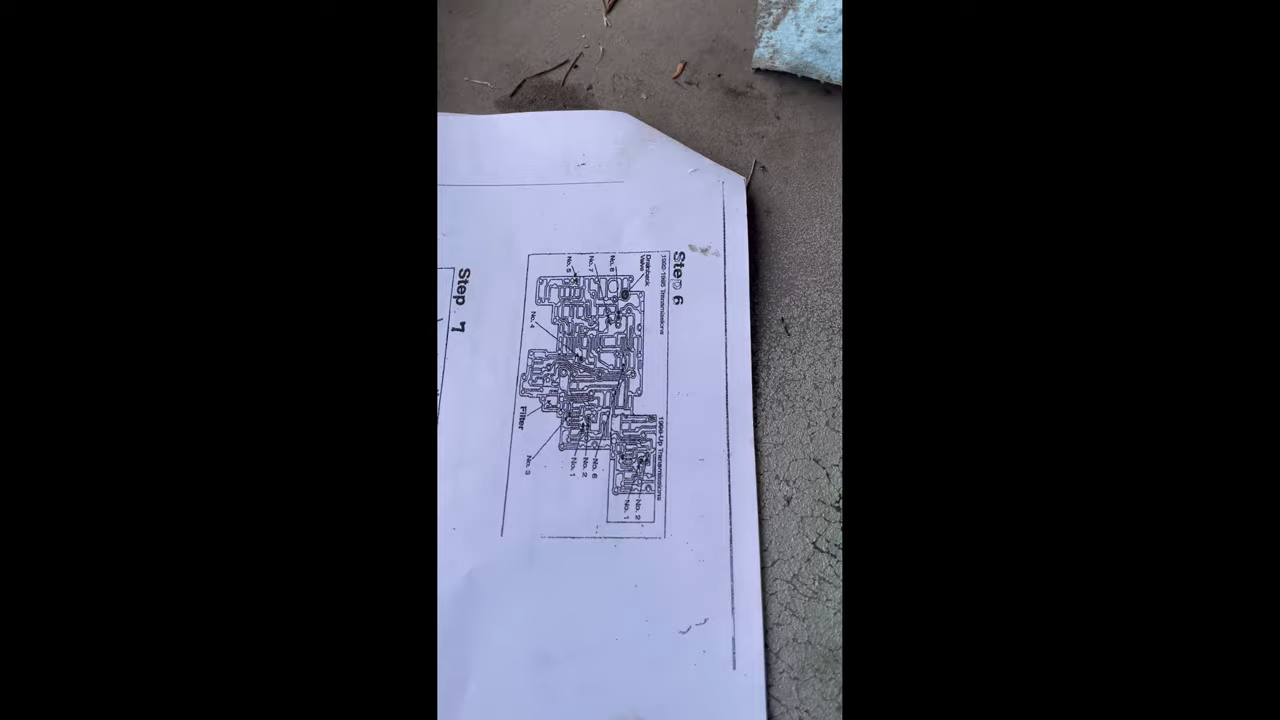 Step 6
1982-1985 Transmissions
Drainback
Valve
No. 8
No. 7
No. 5
No. 4
1986-Up Transmissions
Filter
No. 3
No. 1
No. 2
No. 6
No. 2
No. 1
Step 7